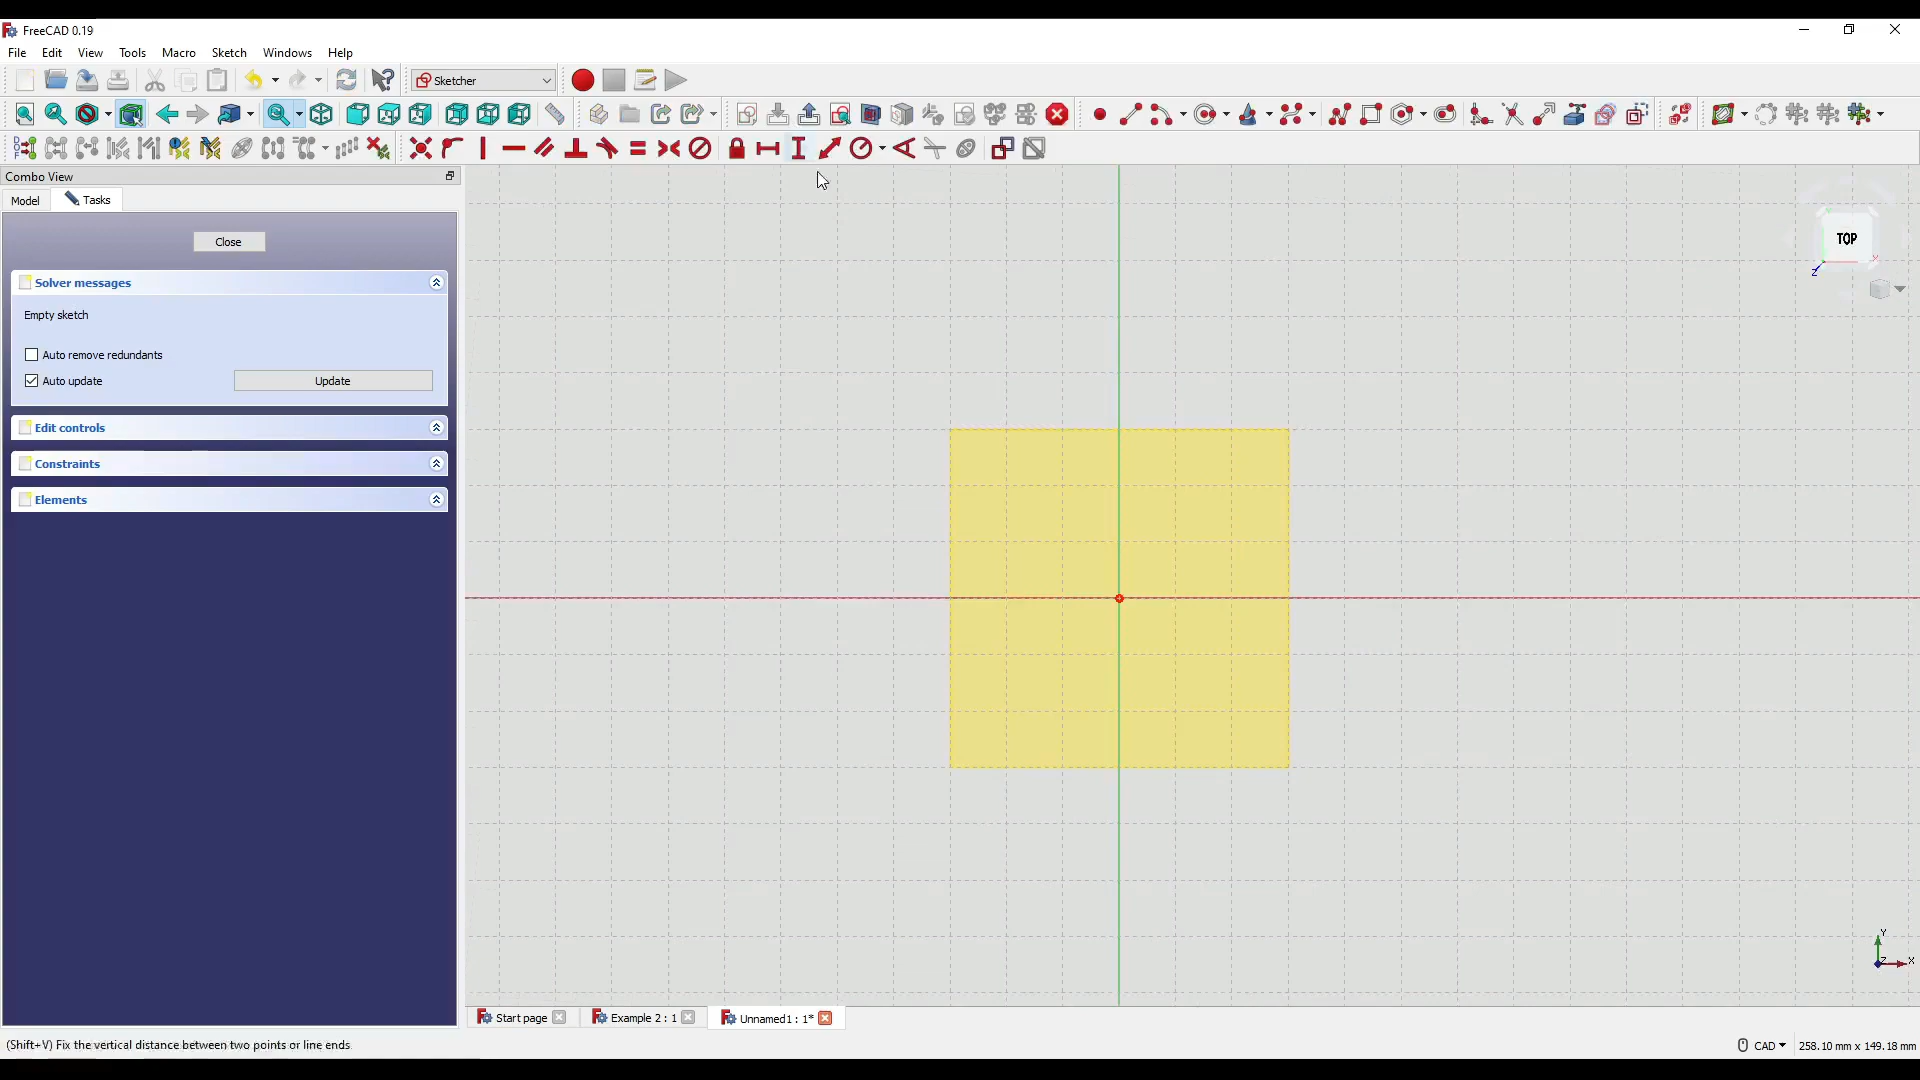 FreeCAD 0.19
File Edit View Tools Macro Sketch Windows Help
Sketcher
Combo View
Model Tasks
Close
Solver messages
Empty sketch
Auto remove redundants
Auto update Update
Edit controls
Constraints
Elements
TOP
X
Z
Y
Z X
Start page Example 2 : 1 Unnamed1 : 1*
(Shift+V) Fix the vertical distance between two points or line ends.
CAD 258.10 mm x 149.18 mm